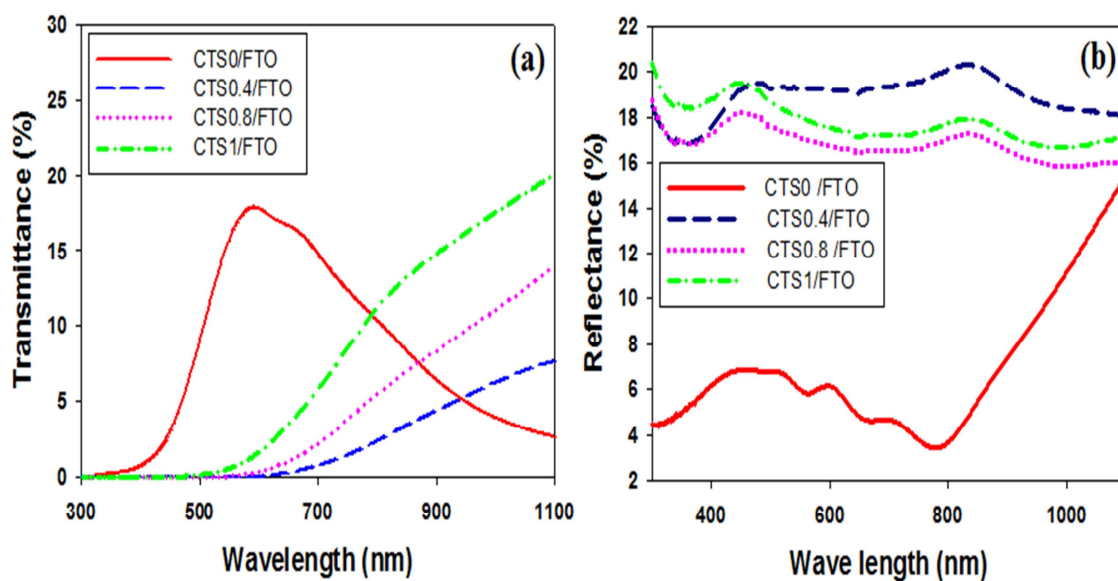 (a)
Transmittance (%)
30
25
20
15
10
5
0
CTS0/FTO
CTS0.4/FTO
CTS0.8/FTO
CTS1/FTO
300 500 700 900 1100
Wavelength (nm)
(b)
Reflectance (%)
22
20
18
16
14
12
10
8
6
4
2
CTS0 /FTO
CTS0.4/FTO
CTS0.8 /FTO
CTS1/FTO
400 600 800 1000
Wave length (nm)